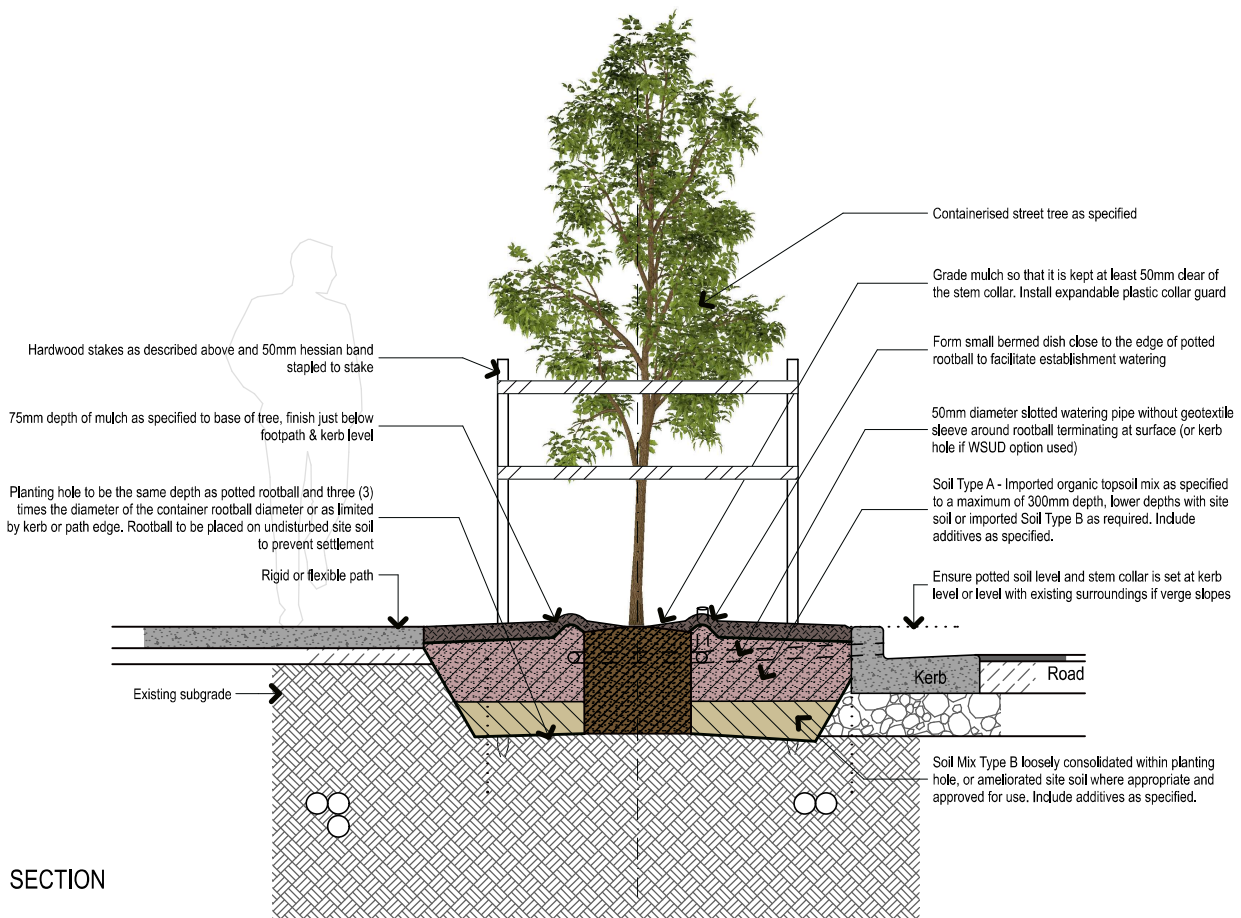 Containerised street tree as specified
Grade mulch so that it is kept at least 50mm clear of
the stem collar. Install expandable plastic collar guard
Form small bermed dish close to the edge of potted
rootball to facilitate establishment watering
50mm diameter slotted watering pipe without geotextile
sleeve around rootball terminating at surface (or kerb
hole if WSUD option used)
Soil Type A - Imported organic topsoil mix as specified
to a maximum of 300mm depth, lower depths with site
soil or imported Soil Type B as required. Include
additives as specified.
Ensure potted soil level and stem collar is set at kerb
level or level with existing surroundings if verge slopes
Hardwood stakes as described above and 50mm hessian band
stapled to stake
75mm depth of mulch as specified to base of tree, finish just below
footpath & kerb level
Planting hole to be the same depth as potted rootball and three (3)
times the diameter of the container rootball diameter or as limited
by kerb or path edge. Rootball to be placed on undisturbed site soil
to prevent settlement
Rigid or flexible path
Existing subgrade
Kerb
Road
Soil Mix Type B loosely consolidated within planting
hole, or ameliorated site soil where appropriate and
approved for use. Include additives as specified.
SECTION